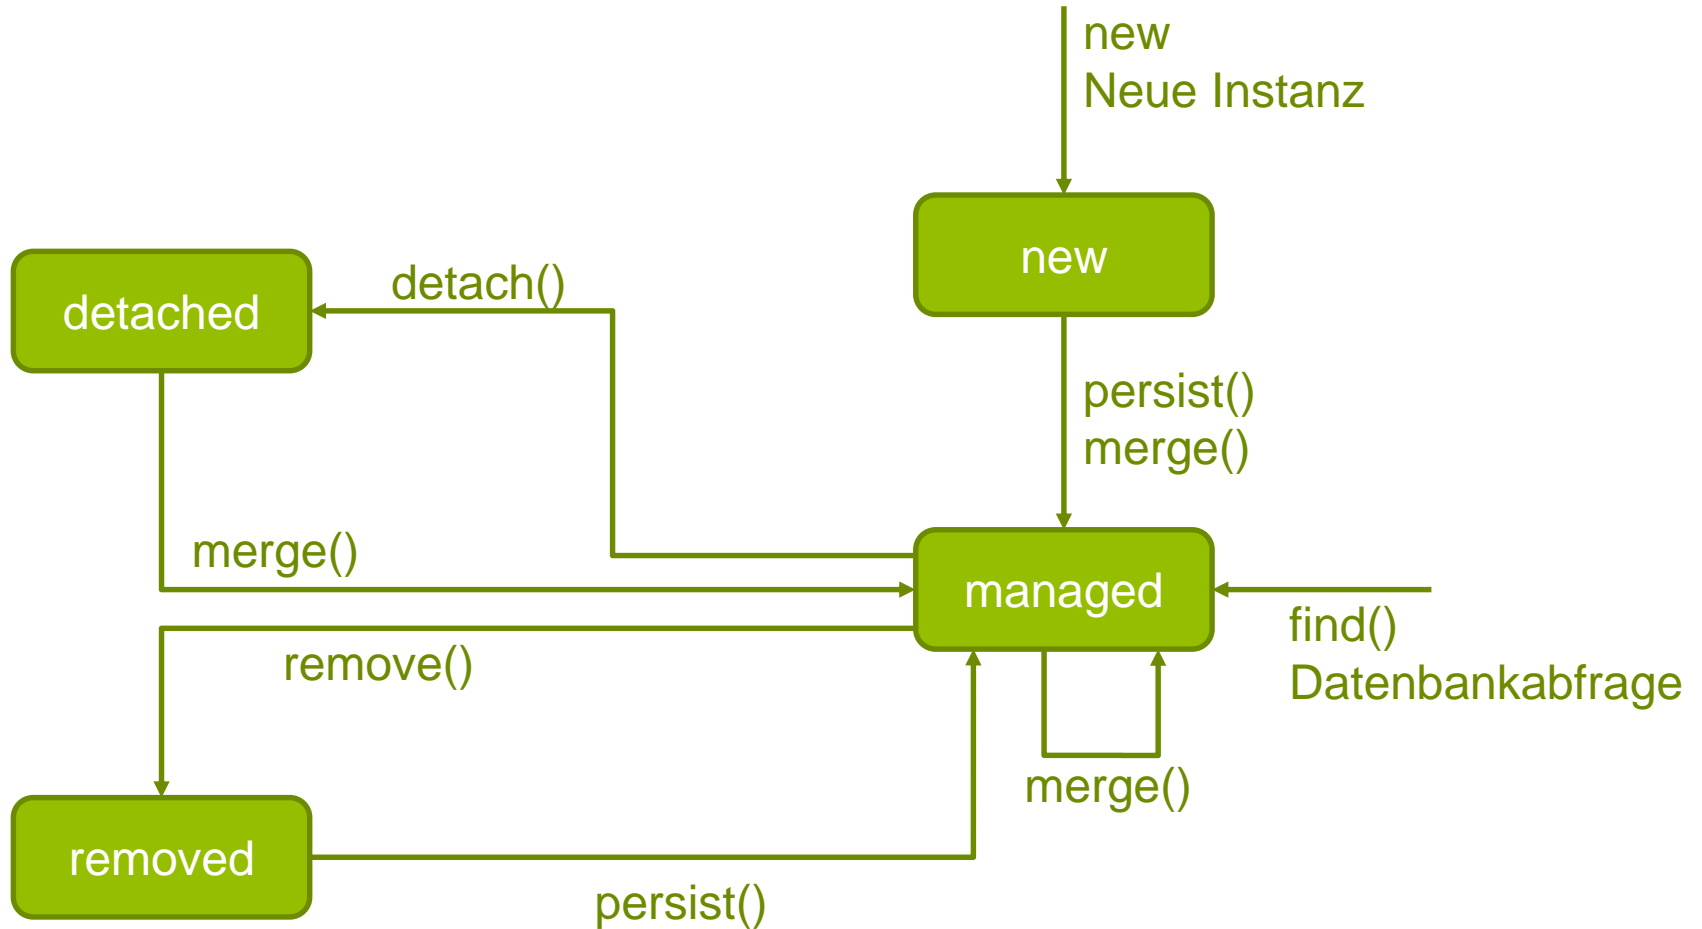 new
Neue Instanz
new
detached
detach()
persist()
merge()
merge()
managed
find()
Datenbankabfrage
remove()
merge()
removed
persist()